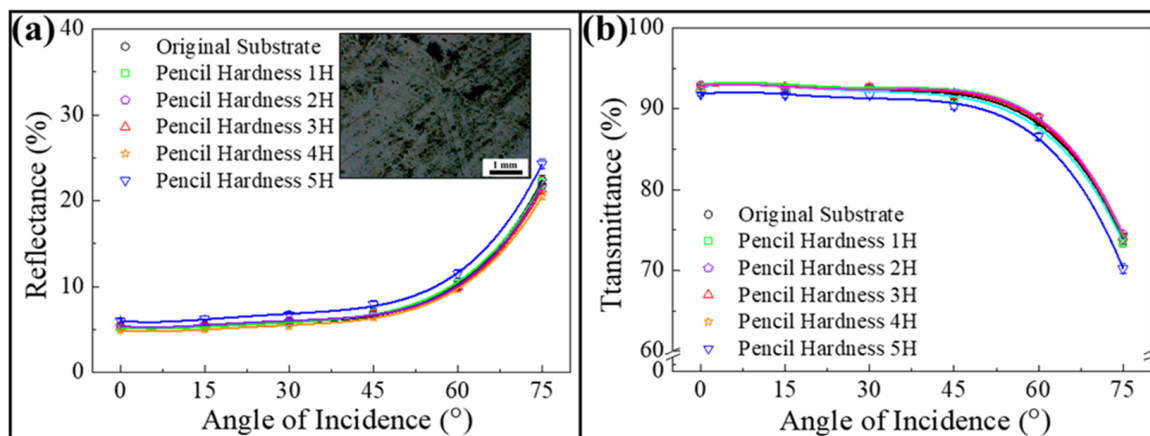 (a)
40
30
20
10
0
Reflectance (%)
Original Substrate
Pencil Hardness 1H
Pencil Hardness 2H
Pencil Hardness 3H
Pencil Hardness 4H
Pencil Hardness 5H
1 mm
0 15 30 45 60 75
Angle of Incidence (°)
(b)
100
90
80
70
60
0
Ttansmittance (%)
Original Substrate
Pencil Hardness 1H
Pencil Hardness 2H
Pencil Hardness 3H
Pencil Hardness 4H
Pencil Hardness 5H
0 15 30 45 60 75
Angle of Incidence (°)